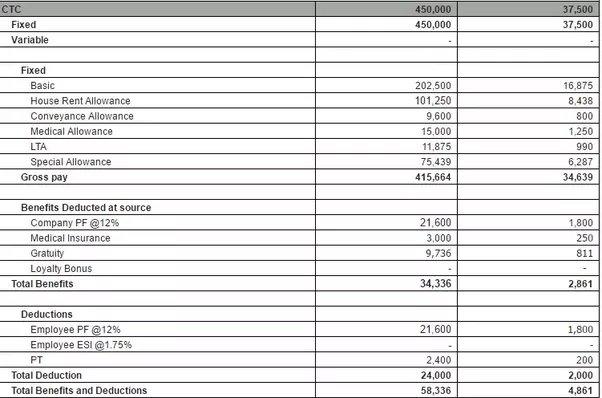 CTC 450,000 37,500
Fixed 450,000 37,500
Variable - -
Fixed
Basic 202,500 16,875
House Rent Allowance 101,250 8,438
Conveyance Allowance 9,600 800
Medical Allowance 15,000 1,250
LTA 11,875 990
Special Allowance 75,439 6,287
Gross pay 415,664 34,639
Benefits Deducted at source
Company PF @12% 21,600 1,800
Medical Insurance 3,000 250
Gratuity 9,736 811
Loyalty Bonus - -
Total Benefits 34,336 2,861
Deductions
Employee PF @12% 21,600 1,800
Employee ESI @1.75% - -
PT 2,400 200
Total Deduction 24,000 2,000
Total Benefits and Deductions 58,336 4,861